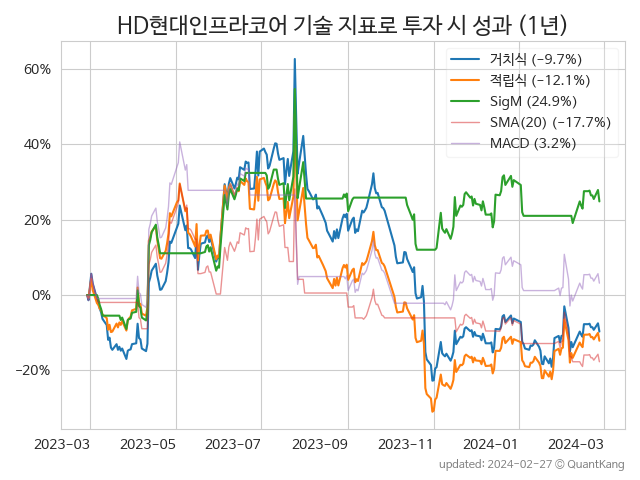 HD현대인프라코어 기술 지표로 투자 시 성과 (1년)
거치식 (−9.7%)
적립식 (−12.1%)
SigM (24.9%)
SMA(20) (−17.7%)
MACD (3.2%)
60%
40%
20%
0%
−20%
2023-03 2023-05 2023-07 2023-09 2023-11 2024-01 2024-03
updated: 2024-02-27 © QuantKang